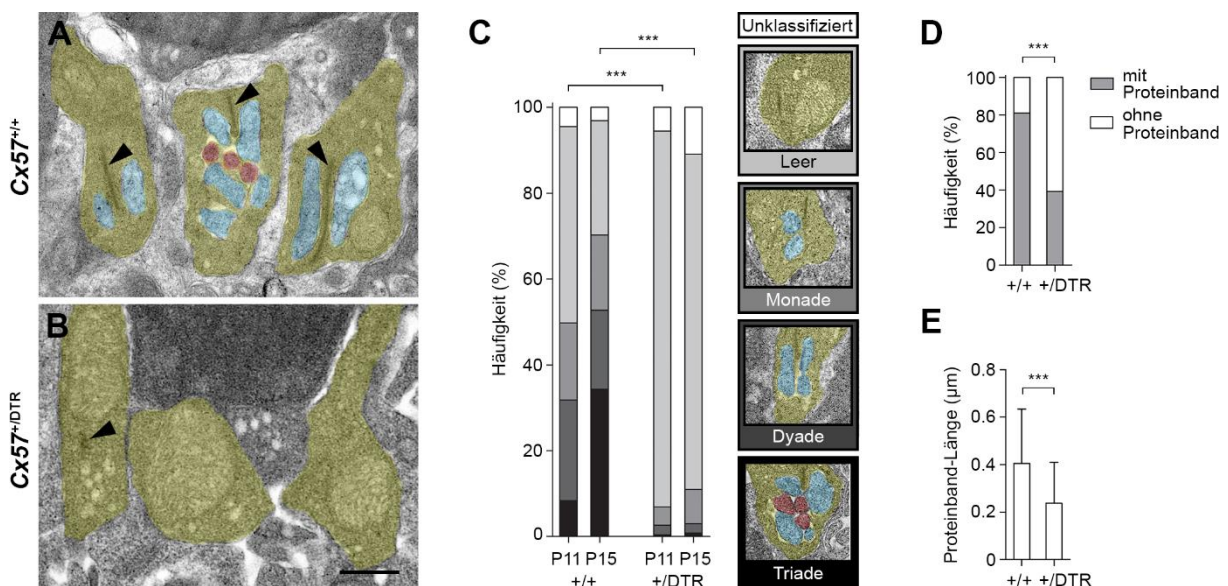 A
Cx57+/+
B
Cx57+/DTR
C
***
***
Häufigkeit (%)
100
80
60
40
20
0
P11 P15
+/+
P11 P15
+/DTR
Unklassifiziert
Leer
Monade
Dyade
Triade
D
***
Häufigkeit (%)
100
80
60
40
20
0
+/+ +/DTR
mit
Proteinband
ohne
Proteinband
E
***
Proteinband-Länge (µm)
0.8
0.6
0.4
0.2
0
+/+ +/DTR